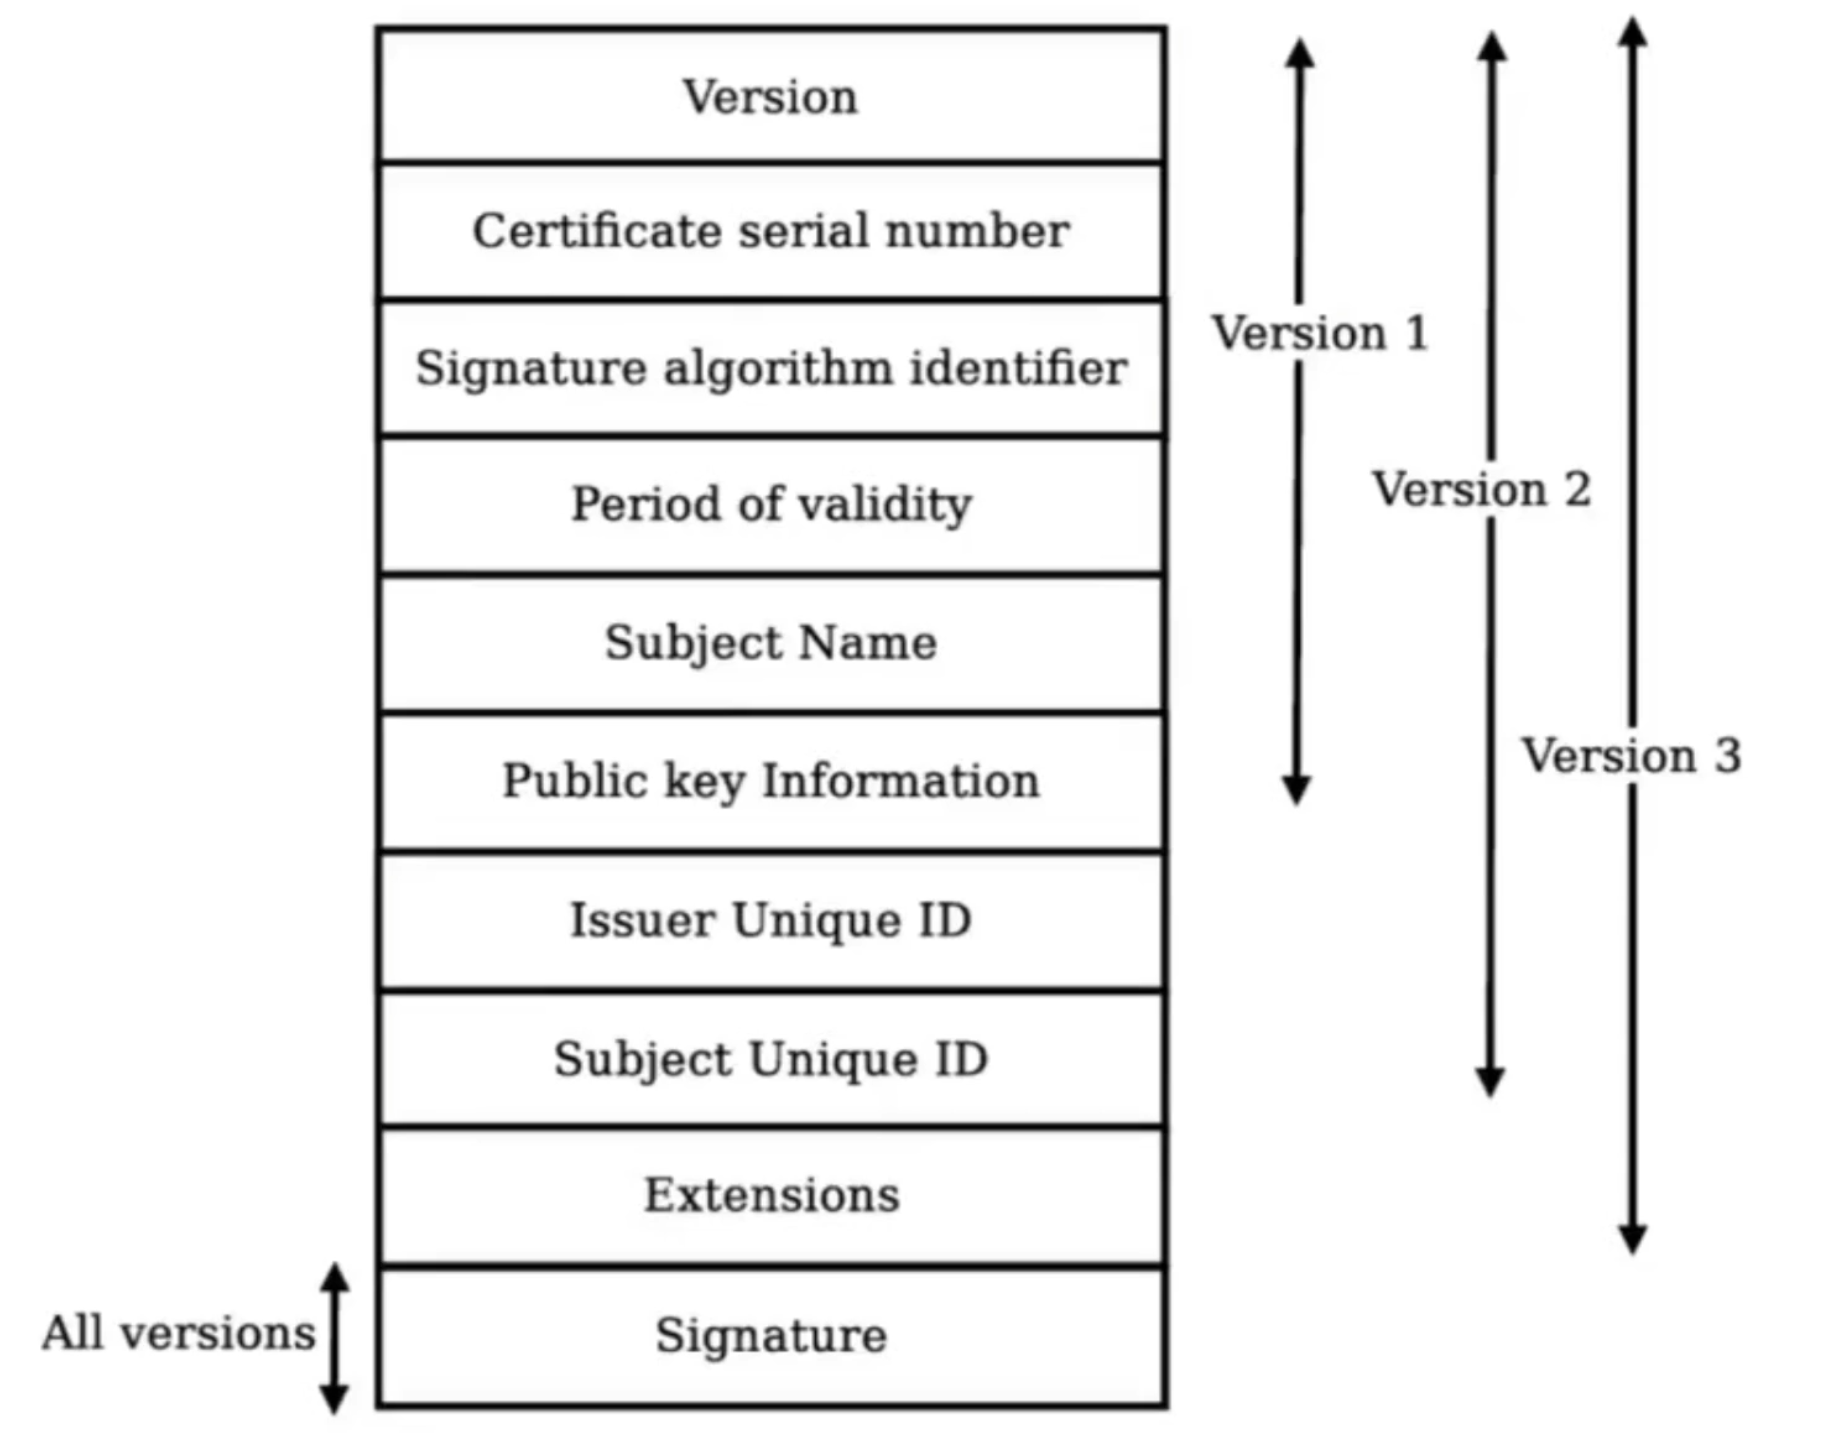 Version
Certificate serial number
Signature algorithm identifier
Period of validity
Subject Name
Public key Information
Issuer Unique ID
Subject Unique ID
Extensions
Signature
Version 1
Version 2
Version 3
All versions